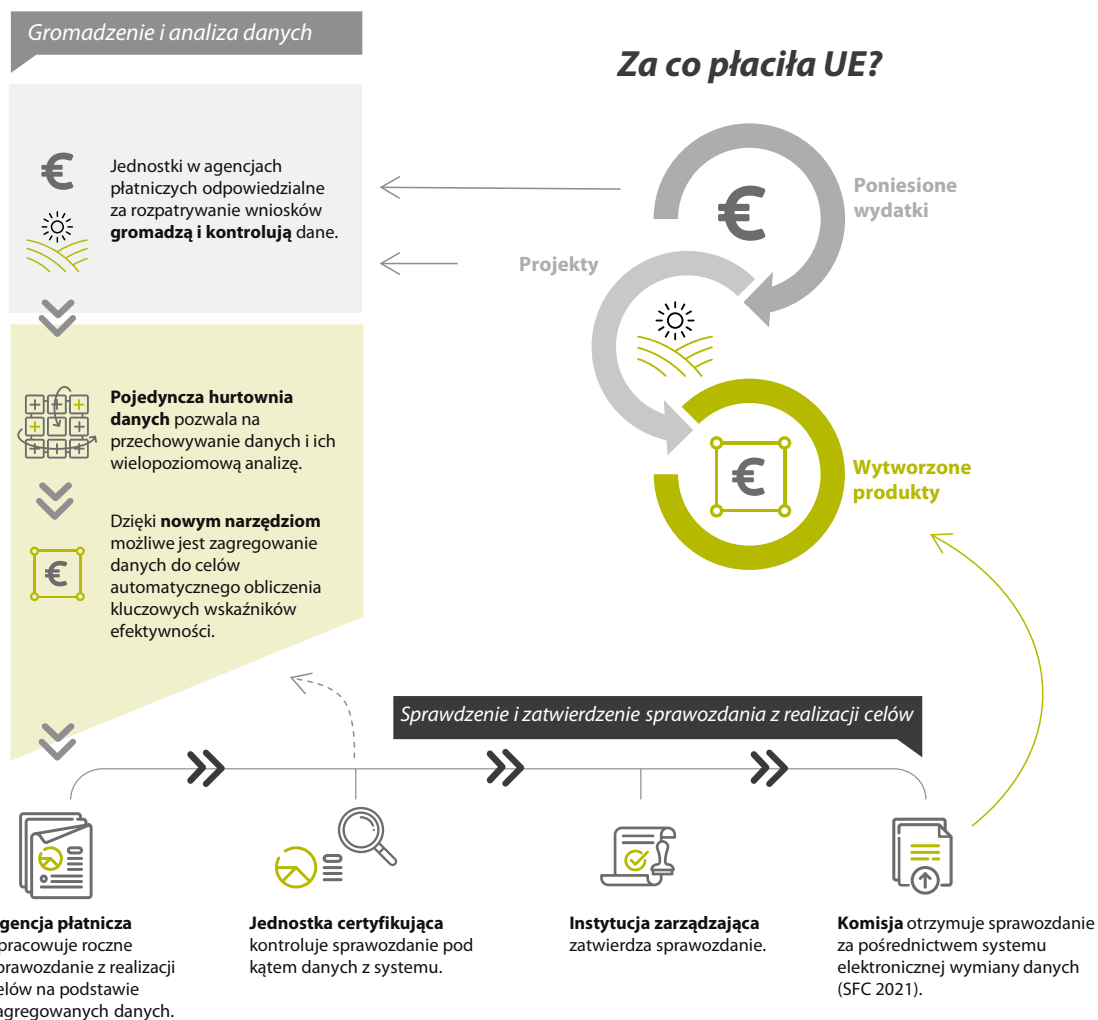 Gromadzenie i analiza danych
Za co płaciła UE?
Jednostki w agencjach
płatniczych odpowiedzialne
za rozpatrywanie wniosków
gromadzą i kontrolują dane.
€
€
Poniesione
wydatki
Projekty
Pojedyncza hurtownia
danych pozwala na
przechowywanie danych i ich
wielopoziomową analizę.
€
Wytworzone
produkty
Dzięki nowym narzędziom
możliwe jest zagregowanie
danych do celów
automatycznego obliczenia
kluczowych wskaźników
efektywności.
€
Sprawdzenie i zatwierdzenie sprawozdania z realizacji celów
gencja płatnicza
pracowuje roczne
prawozdanie z realizacji
elów na podstawie
agregowanych danych.
Jednostka certyfikująca
kontroluje sprawozdanie pod
kątem danych z systemu.
Instytucja zarządzająca
zatwierdza sprawozdanie.
Komisja otrzymuje sprawozdanie
za pośrednictwem systemu
elektronicznej wymiany danych
(SFC 2021).